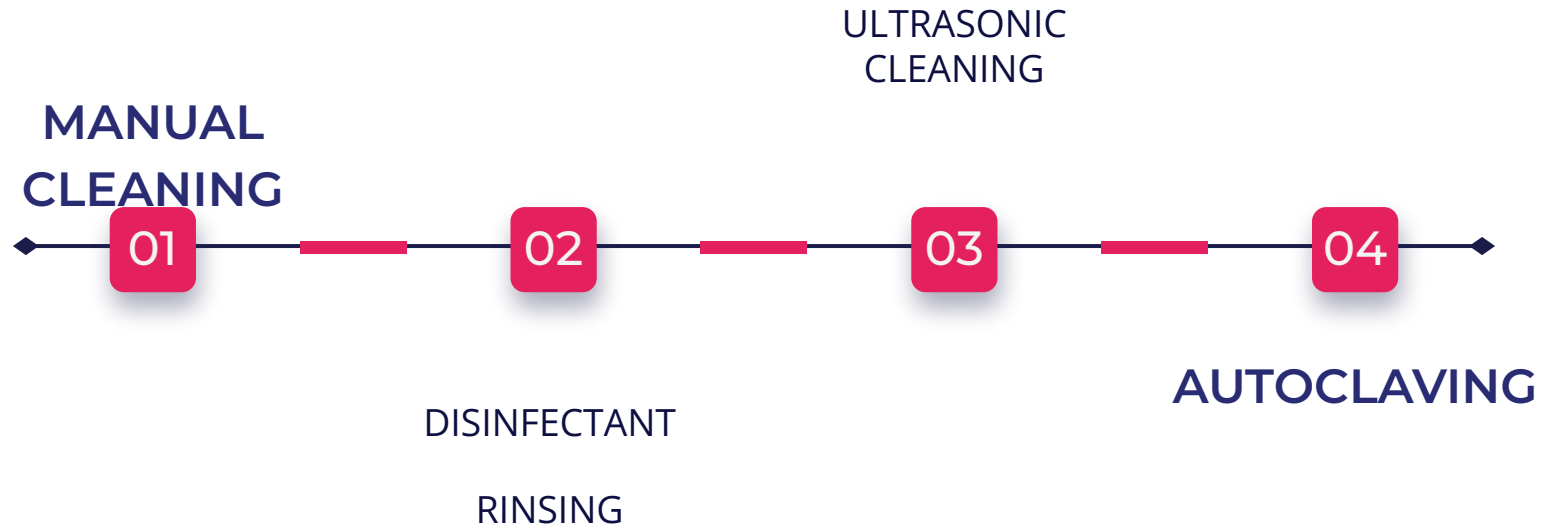 MANUAL
CLEANING
01
DISINFECTANT
RINSING
02
ULTRASONIC
CLEANING
03
AUTOCLAVING
04